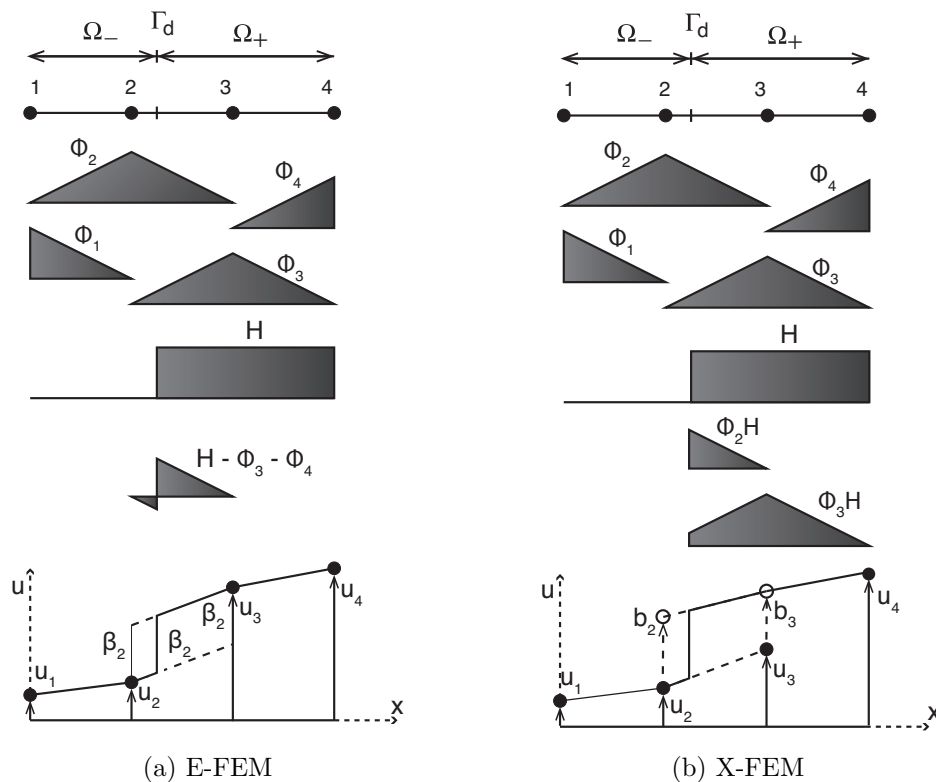 Γd
Ω− Ω+
1 2 3 4
Φ2
Φ4
Φ1
Φ3
H
H - Φ3 - Φ4
u
β2 β2 β2 u3 u4
u1
u2
x
(a) E-FEM
Γd
Ω− Ω+
1 2 3 4
Φ2
Φ4
Φ1
Φ3
H
Φ2H
Φ3H
u
b2 b3 u4
u1
u2 u3
x
(b) X-FEM